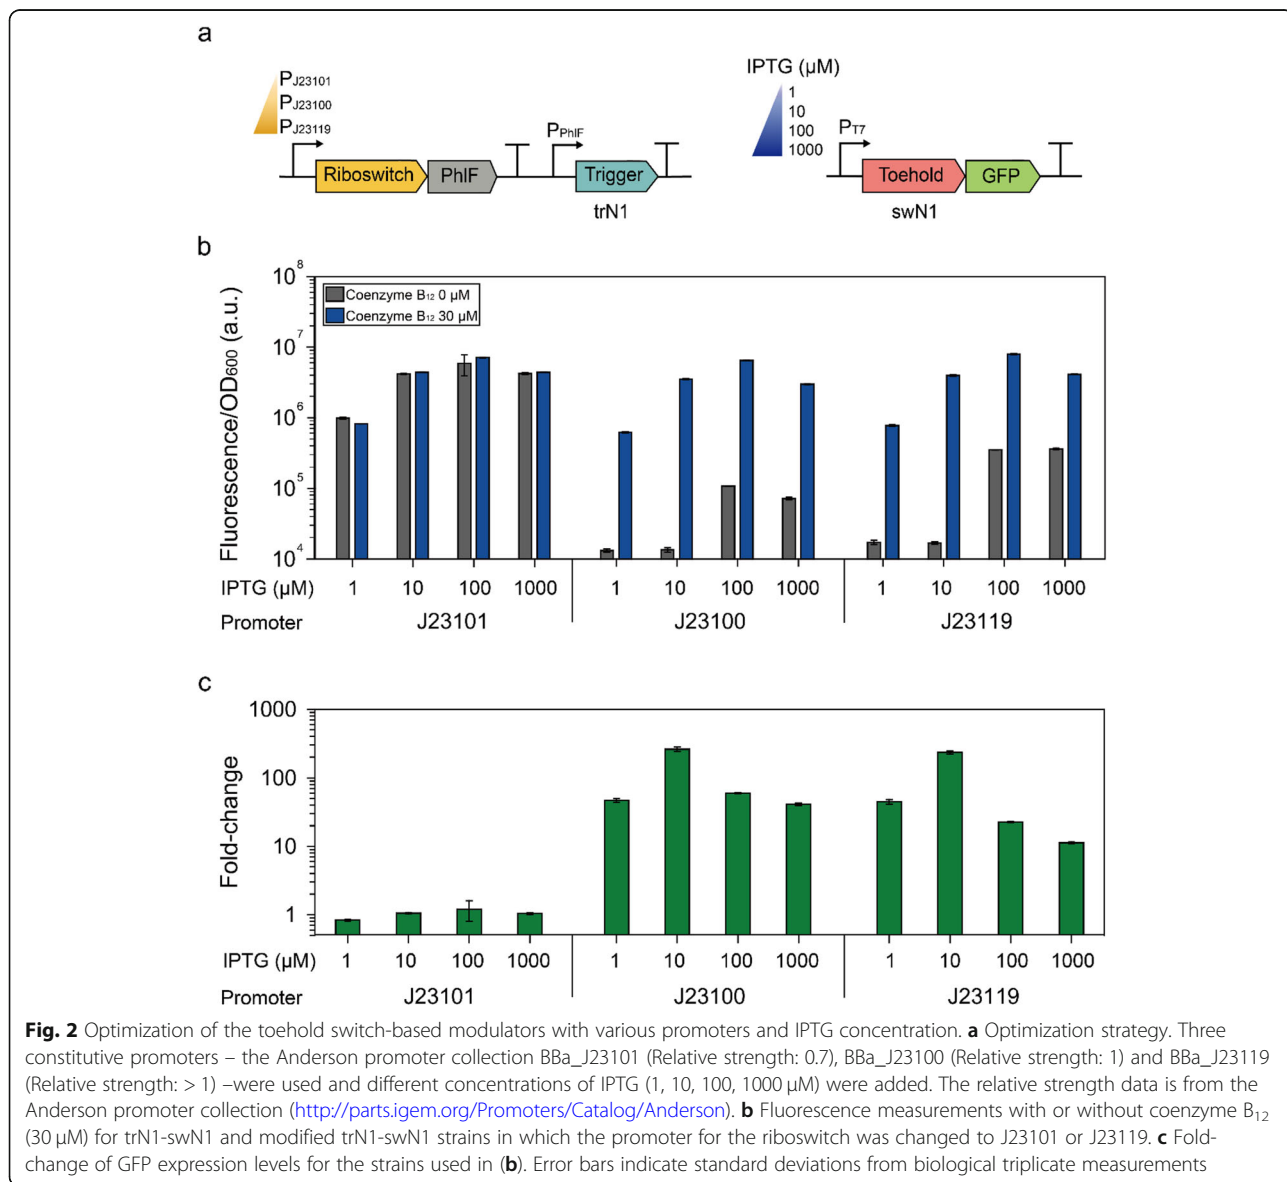 a
P_J23101
P_J23100
P_J23119
IPTG (μM)
1
10
100
1000
P_PhlF
P_T7
Riboswitch PhlF Trigger Toehold GFP
trN1 swN1
b
Fluorescence/OD600 (a.u.)
10^8
10^7
10^6
10^5
10^4
Coenzyme B12 0 μM
Coenzyme B12 30 μM
IPTG (μM) 1 10 100 1000 1 10 100 1000 1 10 100 1000
Promoter J23101 J23100 J23119
c
Fold-change
1000
100
10
1
IPTG (μM) 1 10 100 1000 1 10 100 1000 1 10 100 1000
Promoter J23101 J23100 J23119
Fig. 2 Optimization of the toehold switch-based modulators with various promoters and IPTG concentration. a Optimization strategy. Three
constitutive promoters – the Anderson promoter collection BBa_J23101 (Relative strength: 0.7), BBa_J23100 (Relative strength: 1) and BBa_J23119
(Relative strength: > 1) –were used and different concentrations of IPTG (1, 10, 100, 1000 μM) were added. The relative strength data is from the
Anderson promoter collection (http://parts.igem.org/Promoters/Catalog/Anderson). b Fluorescence measurements with or without coenzyme B12
(30 μM) for trN1-swN1 and modified trN1-swN1 strains in which the promoter for the riboswitch was changed to J23101 or J23119. c Fold-
change of GFP expression levels for the strains used in (b). Error bars indicate standard deviations from biological triplicate measurements